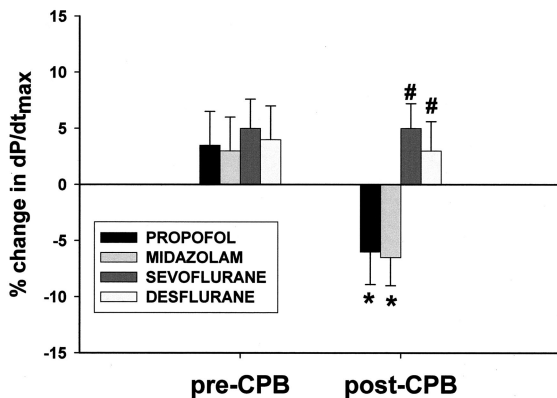 % change in dP/dtmax
15
10
5
0
-5
-10
-15
# #
* *
PROPOFOL
MIDAZOLAM
SEVOFLURANE
DESFLURANE
pre-CPB post-CPB